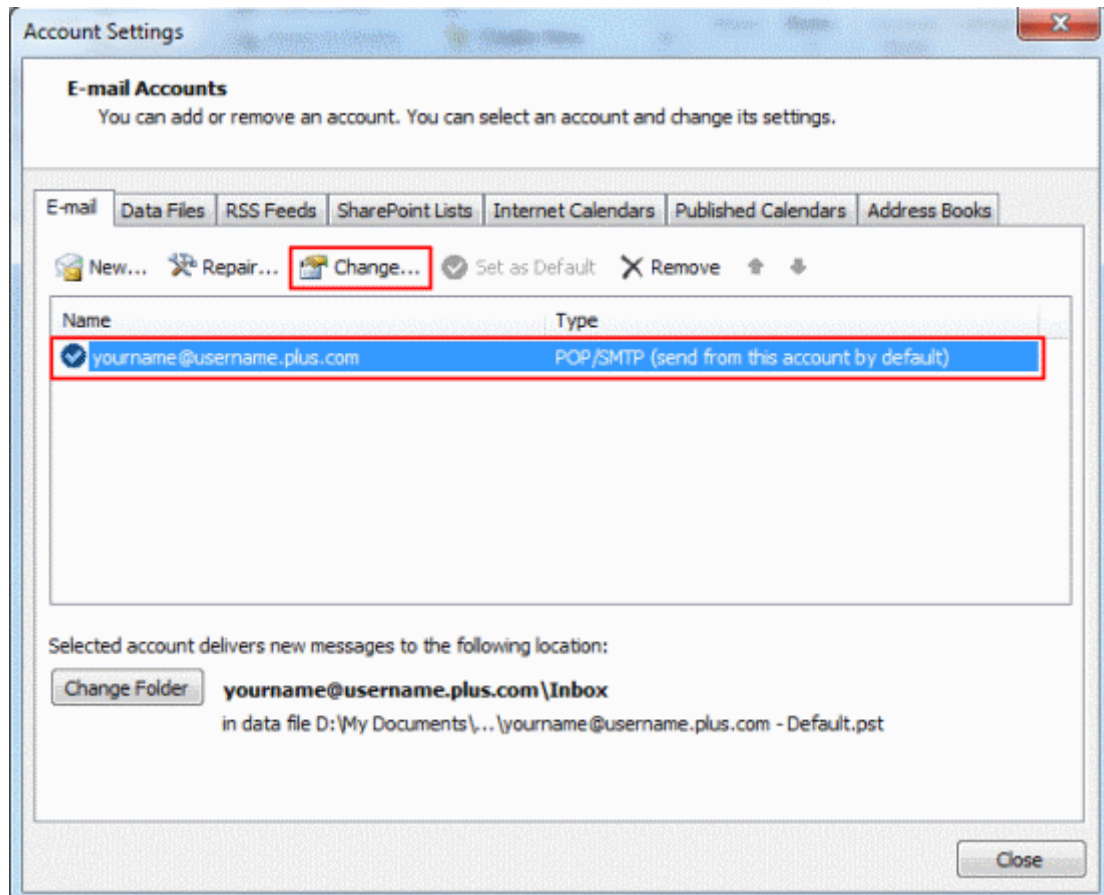 Account Settings
E-mail Accounts
You can add or remove an account. You can select an account and change its settings.
E-mail Data Files RSS Feeds SharePoint Lists Internet Calendars Published Calendars Address Books
New... Repair... Change... Set as Default Remove
Name Type
yourname@username.plus.com POP/SMTP (send from this account by default)
Selected account delivers new messages to the following location:
Change Folder yourname@username.plus.com\Inbox
in data file D:\My Documents\...\yourname@username.plus.com - Default.pst
Close